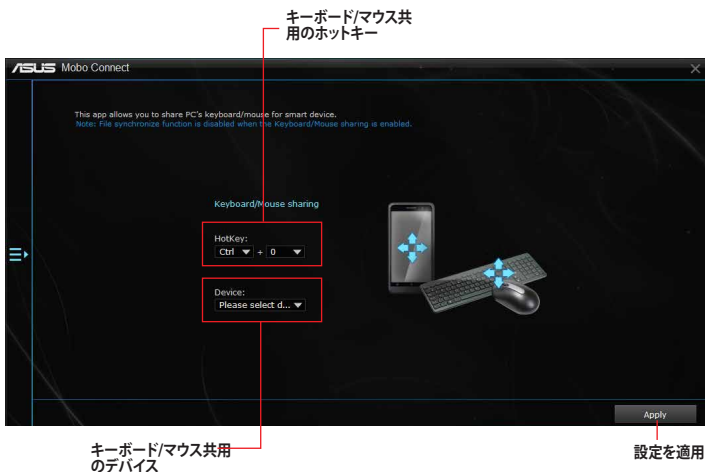 キーボード/マウス共
用のホットキー
ASUS Mobo Connect
This app allows you to share PC's keyboard/mouse for smart device.
Note: File synchronize function is disabled when the Keyboard/Mouse sharing is enabled.
Keyboard/Mouse sharing
HotKey:
Ctrl + 0
Device:
Please select d...
Apply
キーボード/マウス共用
のデバイス
設定を適用